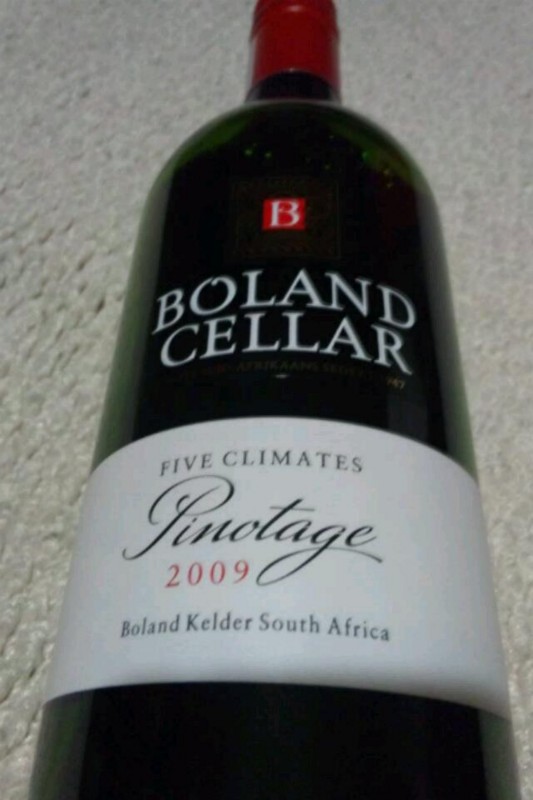 B
BOLAND
CELLAR
FIVE CLIMATES
Pinotage
2009
Boland Kelder South Africa